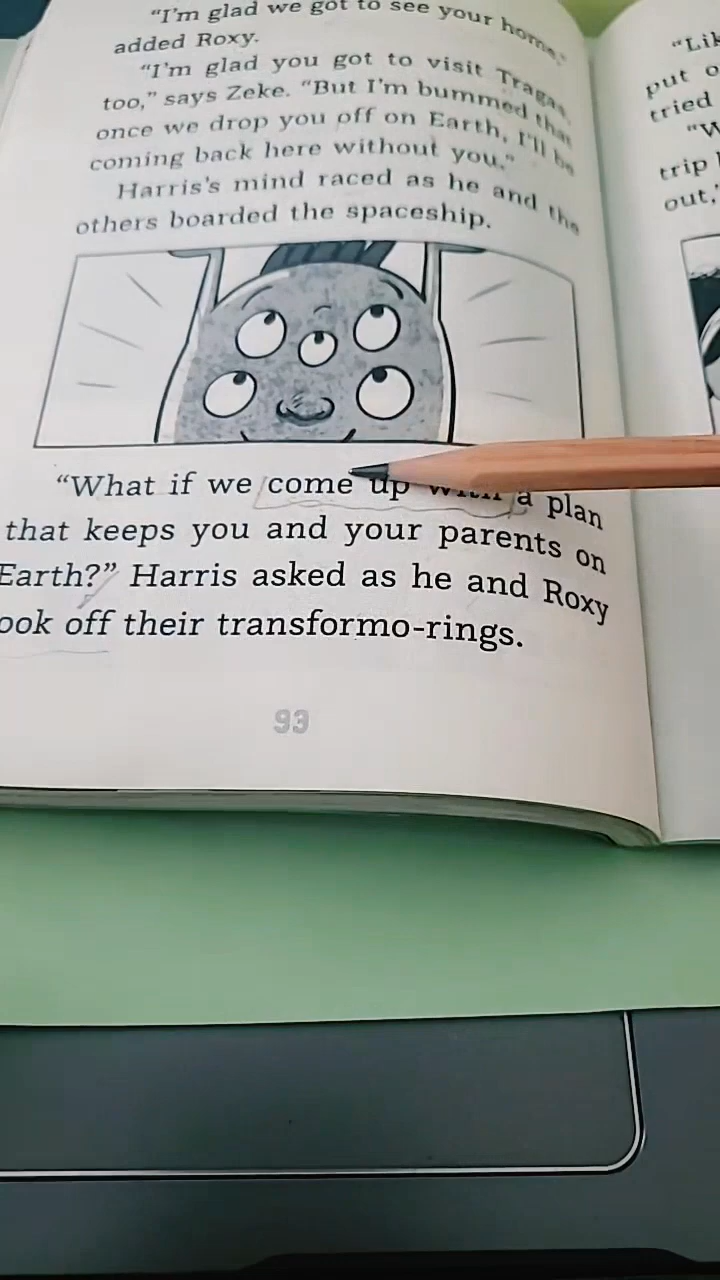 "I'm glad we got to see your home,"
added Roxy.
"I'm glad you got to visit Tragas,
too," says Zeke. "But I'm bummed that
once we drop you off on Earth, I'll be
coming back here without you."
Harris's mind raced as he and the
others boarded the spaceship.
"What if we come up with a plan
that keeps you and your parents on
Earth?" Harris asked as he and Roxy
ook off their transformo-rings.
93
put
tried
trip
out,